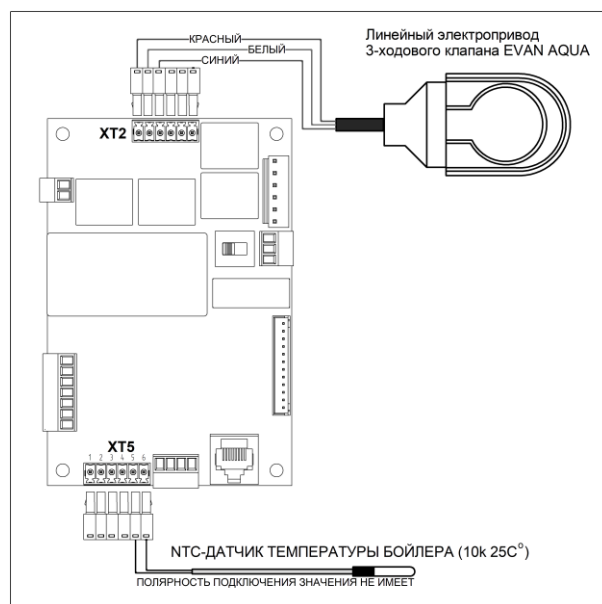 Линейный электропривод
3-ходового клапана EVAN AQUA
КРАСНЫЙ
БЕЛЫЙ
СИНИЙ
XT2
XT5
1 2 3 4 5 6
NTC-ДАТЧИК ТЕМПЕРАТУРЫ БОЙЛЕРА (10k 25C°)
ПОЛЯРНОСТЬ ПОДКЛЮЧЕНИЯ ЗНАЧЕНИЯ НЕ ИМЕЕТ